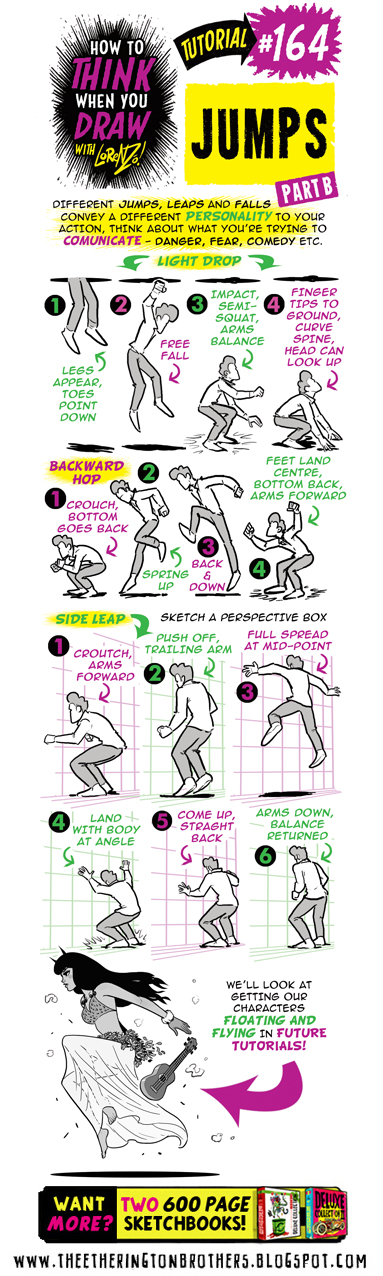 HOW TO
THINK
WHEN YOU
DRAW
WITH LORENZO!
TUTORIAL
#164
JUMPS
PART B
DIFFERENT JUMPS, LEAPS AND FALLS
CONVEY A DIFFERENT PERSONALITY TO YOUR
ACTION, THINK ABOUT WHAT YOU'RE TRYING TO
COMUNICATE - DANGER, FEAR, COMEDY ETC.
LIGHT DROP
1
LEGS
APPEAR,
TOES
POINT
DOWN
2
FREE
FALL
3
IMPACT,
SEMI-
SQUAT, ARMS
BALANCE
4
FINGER
TIPS TO
GROUND,
CURVE
SPINE,
HEAD CAN
LOOK UP
BACKWARD
HOP
1
CROUCH,
BOTTOM
GOES BACK
2
SPRING
UP
3
BACK
&
DOWN
FEET LAND
CENTRE,
BOTTOM BACK,
ARMS FORWARD
4
SIDE LEAP
SKETCH A PERSPECTIVE BOX
1
CROUTCH,
ARMS
FORWARD
PUSH OFF,
TRAILING ARM
2
FULL SPREAD
AT MID-POINT
3
4
LAND
WITH BODY
AT ANGLE
5
COME UP,
STRAGHT
BACK
ARMS DOWN,
BALANCE
RETURNED
6
WE'LL LOOK AT
GETTING OUR
CHARACTERS
FLOATING AND
FLYING IN FUTURE
TUTORIALS!
WANT
MORE?
TWO 600 PAGE
SKETCHBOOKS!
DELUXE
WWW.THEETHERINGTONBROTHERS.BLOGSPOT.COM